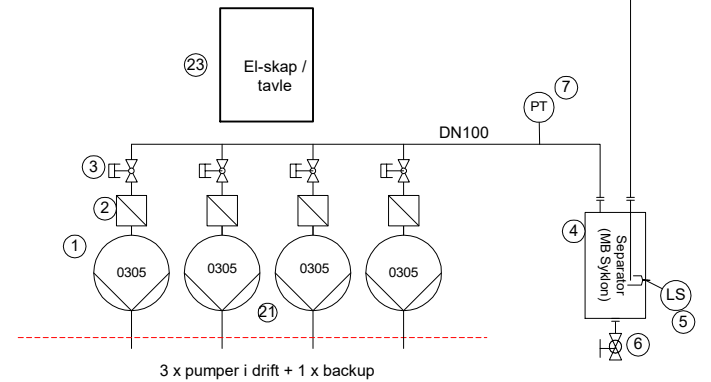 23
El-skap /
tavle
7
PT
DN100
3
2
4
Separator
(MB Syklon)
1
0305
0305
0305
0305
LS
21
5
6
3 x pumper i drift + 1 x backup